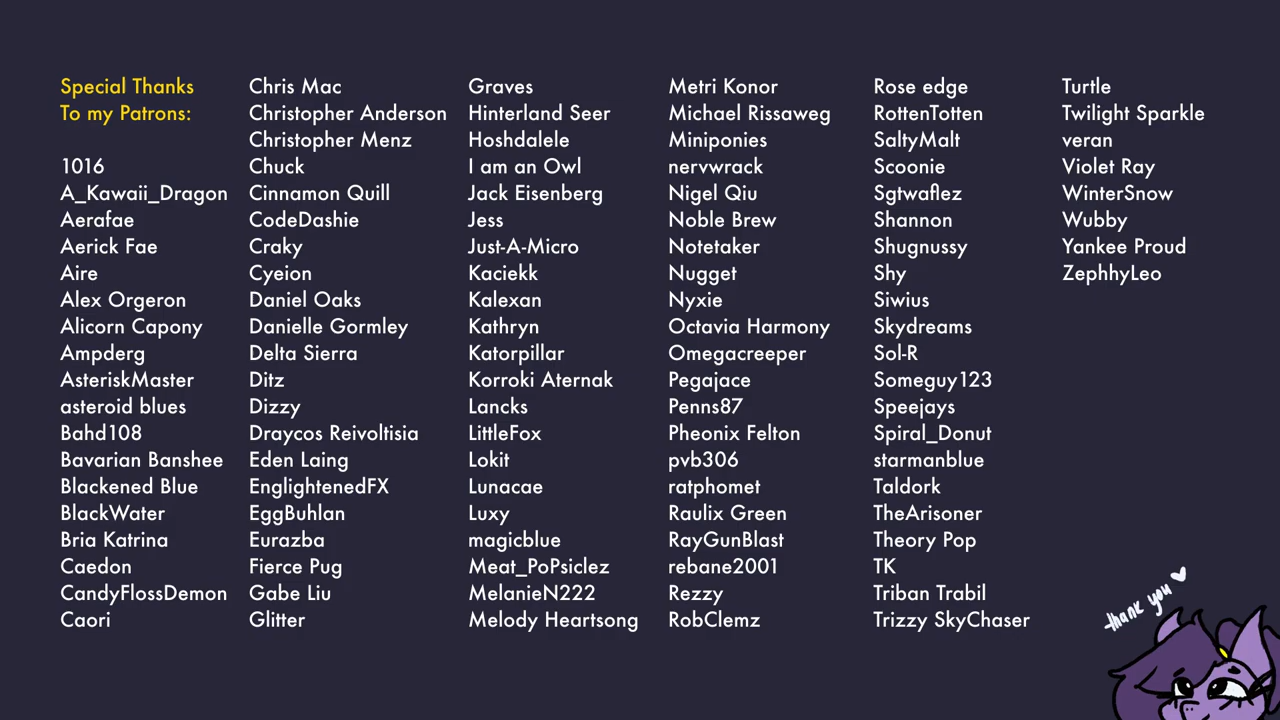 Special Thanks
To my Patrons:
1016
A_Kawaii_Dragon
Aerafae
Aerick Fae
Aire
Alex Orgeron
Alicorn Capony
Ampderg
AsteriskMaster
asteroid blues
Bahd108
Bavarian Banshee
Blackened Blue
BlackWater
Bria Katrina
Caedon
CandyFlossDemon
Caori
Chris Mac
Christopher Anderson
Christopher Menz
Chuck
Cinnamon Quill
CodeDashie
Craky
Cyeion
Daniel Oaks
Danielle Gormley
Delta Sierra
Ditz
Dizzy
Draycos Reivoltisia
Eden Laing
EnglightenedFX
EggBuhlan
Eurazba
Fierce Pug
Gabe Liu
Glitter
Graves
Hinterland Seer
Hoshdalele
I am an Owl
Jack Eisenberg
Jess
Just-A-Micro
Kaciekk
Kalexan
Kathryn
Katorpillar
Korroki Aternak
Lancks
LittleFox
Lokit
Lunacae
Luxy
magicblue
Meat_PoPsiclez
MelanieN222
Melody Heartsong
Metri Konor
Michael Rissaweg
Miniponies
nervwrack
Nigel Qiu
Noble Brew
Notetaker
Nugget
Nyxie
Octavia Harmony
Omegacreeper
Pegajace
Penns87
Pheonix Felton
pvb306
ratphomet
Raulix Green
RayGunBlast
rebane2001
Rezzy
RobClemz
Rose edge
RottenTotten
SaltyMalt
Scoonie
Sgtwaflez
Shannon
Shugnussy
Shy
Siwius
Skydreams
Sol-R
Someguy123
Speejays
Spiral_Donut
starmanblue
Taldork
TheArisoner
Theory Pop
TK
Triban Trabil
Trizzy SkyChaser
Turtle
Twilight Sparkle
veran
Violet Ray
WinterSnow
Wubby
Yankee Proud
ZephhyLeo
thank you